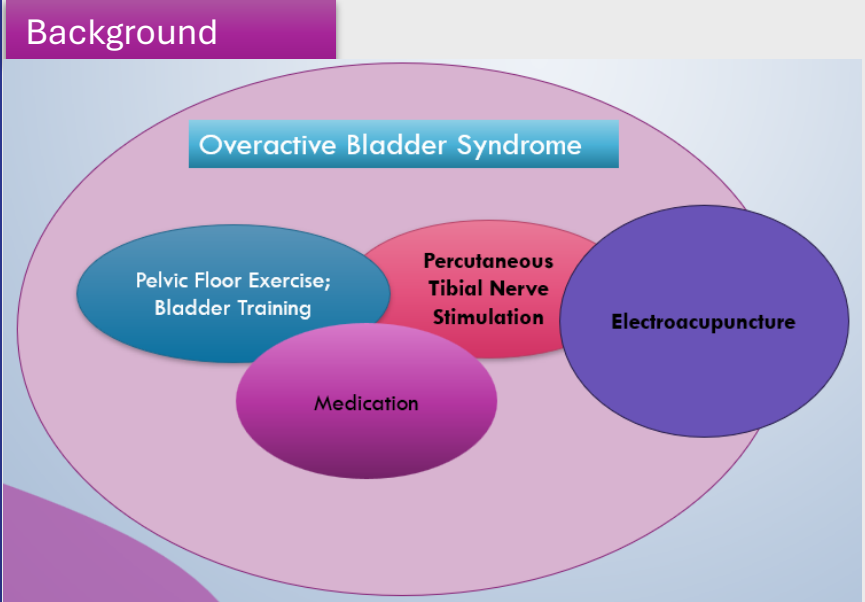 Background
Overactive Bladder Syndrome
Pelvic Floor Exercise;
Bladder Training
Percutaneous
Tibial Nerve
Stimulation
Electroacupuncture
Medication